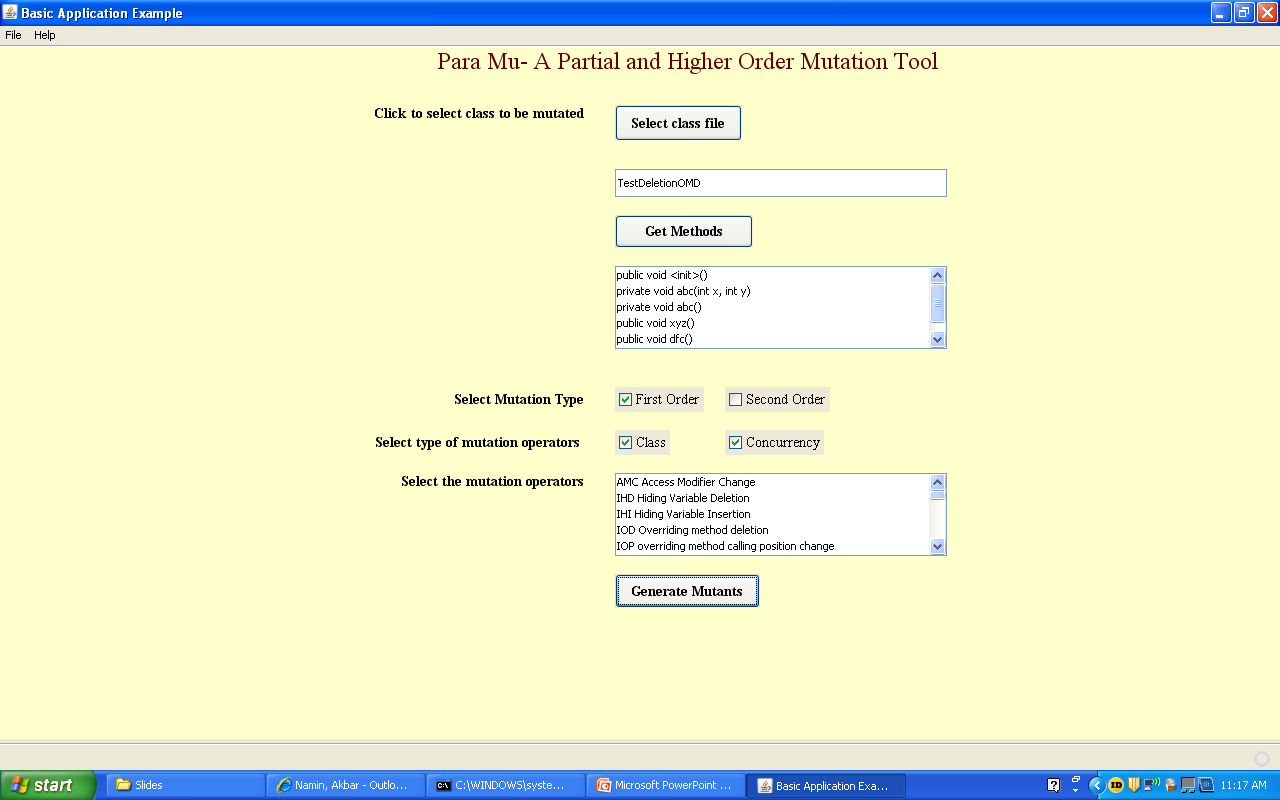 Basic Application Example
File Help
Para Mu- A Partial and Higher Order Mutation Tool
Click to select class to be mutated Select class file
TestDeletionOMD
Get Methods
public void <init>()
private void abc(int x, int y)
private void abc()
public void xyz()
public void dfc()
Select Mutation Type First Order Second Order
Select type of mutation operators Class Concurrency
Select the mutation operators AMC Access Modifier Change
IHD Hiding Variable Deletion
IHI Hiding Variable Insertion
IOD Overriding method deletion
IOP overriding method calling position change
Generate Mutants
start Slides Namin, Akbar - Outlo... C:\WINDOWS\syste... Microsoft PowerPoint ... Basic Application Exa... ID 11:17 AM